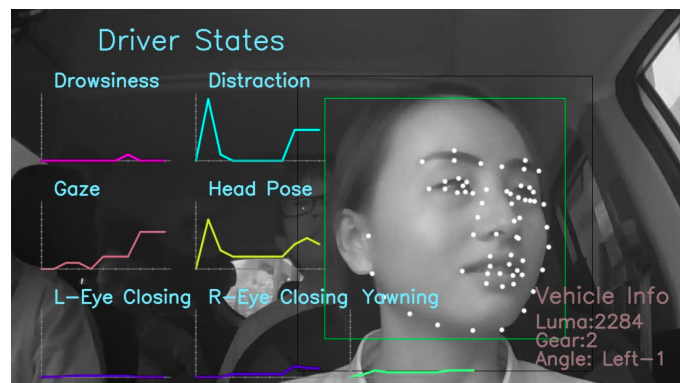 Driver States
Drowsiness Distraction
Gaze Head Pose
L-Eye Closing R-Eye Closing Yawning
Vehicle Info
Luma:2284
Gear:2
Angle: Left-1